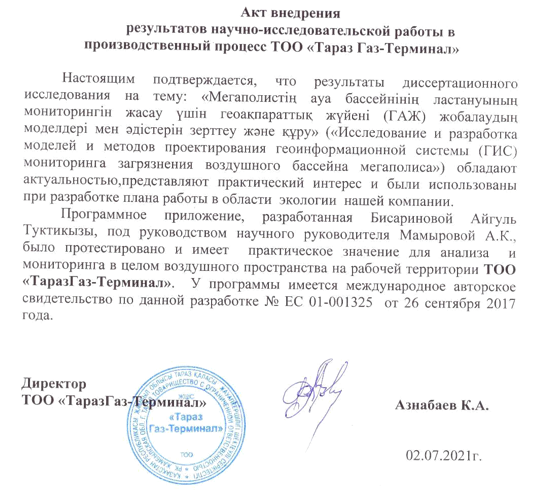 Акт внедрения
результатов научно-исследовательской работы в
производственный процесс ТОО «Тараз Газ-Терминал»
Настоящим подтверждается, что результаты диссертационного
исследования на тему: «Мегаполистің ауа бассейнінің ластануының
мониторингін жасау үшін геоақпараттық жүйені (ГАЖ) жобалаудың
моделдері мен әдістерін зерттеу және құру» («Исследование и разработка
моделей и методов проектирования геоинформационной системы (ГИС)
мониторинга загрязнения воздушного бассейна мегаполиса») обладают
актуальностью,представляют практический интерес и были использованы
при разработке плана работы в области экологии нашей компании.
Программное приложение, разработанная Бисариновой Айгуль
Туктикызы, под руководством научного руководителя Мамыровой А.К.,
было протестировано и имеет практическое значение для анализа и
мониторинга в целом воздушного пространства на рабочей территории ТОО
«ТаразГаз-Терминал». У программы имеется международное авторское
свидетельство по данной разработке № ЕС 01-001325 от 26 сентября 2017
года.
Директор
ТОО «ТаразГаз-Терминал»
Азнабаев К.А.
«Тараз
Газ-Терминал»
ТОО
02.07.2021г.